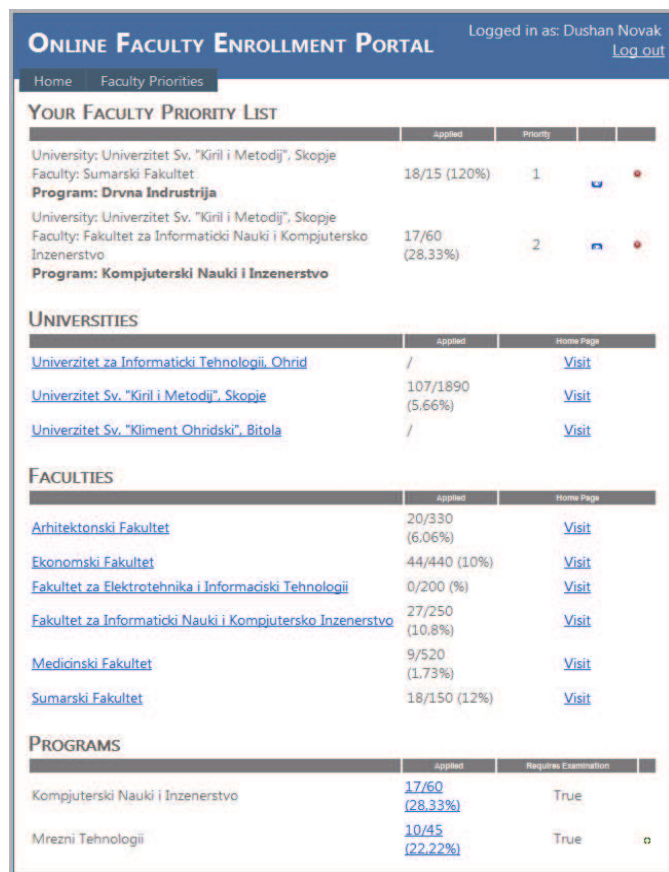 ONLINE FACULTY ENROLLMENT PORTAL
Logged in as: Dushan Novak
Log out
Home Faculty Priorities
YOUR FACULTY PRIORITY LIST
Applied Priority
University: Univerzitet Sv. "Kiril i Metodij", Skopje
Faculty: Sumarski Fakultet
Program: Drvna Indrustrija
18/15 (120%) 1
University: Univerzitet Sv. "Kiril i Metodij", Skopje
Faculty: Fakultet za Informaticki Nauki i Kompjutersko
Inzenerstvo
Program: Kompjuterski Nauki i Inzenerstvo
17/60
(28,33%)
2
UNIVERSITIES
Applied Home Page
Univerzitet za Informaticki Tehnologii, Ohrid / Visit
Univerzitet Sv. "Kiril i Metodij", Skopje
107/1890
(5,66%)
Visit
Univerzitet Sv. "Kliment Ohridski", Bitola / Visit
FACULTIES
Applied Home Page
Arhitektonski Fakultet
20/330
(6,06%)
Visit
Ekonomski Fakultet 44/440 (10%) Visit
Fakultet za Elektrotehnika i Informaciski Tehnologii 0/200 (%) Visit
Fakultet za Informaticki Nauki i Kompjutersko Inzenerstvo
27/250
(10,8%)
Visit
Medicinski Fakultet
9/520
(1,73%)
Visit
Sumarski Fakultet 18/150 (12%) Visit
PROGRAMS
Applied Requires Examination
Kompjuterski Nauki i Inzenerstvo
17/60
(28,33%)
True
Mrezni Tehnologii
10/45
(22,22%)
True